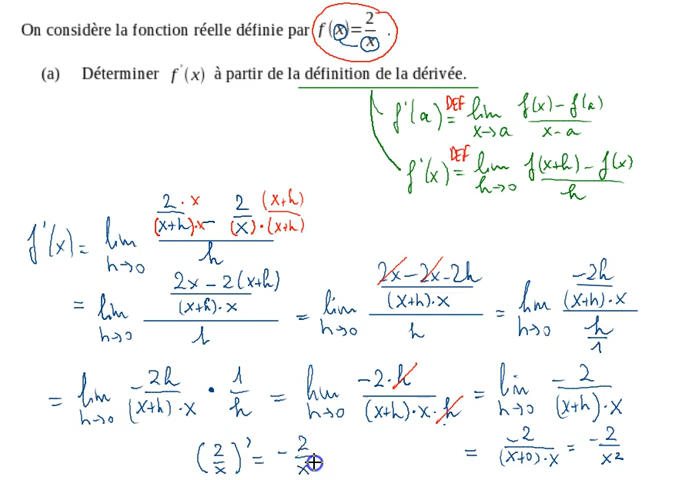 On considère la fonction réelle définie par f(x)=2/x.
(a) Déterminer f'(x) à partir de la définition de la dérivée.
f'(a) DEF= lim x→a (f(x)-f(a))/(x-a)
f'(x) DEF= lim h→0 (f(x+h)-f(x))/h
f'(x) = lim h→0 ((2·x)/((x+h)·x) - (2(x+h))/((x)·(x+h)))/h
= lim h→0 ((2x-2(x+h))/((x+h)·x))/h = lim h→0 ((2x-2x-2h)/((x+h)·x))/h = lim h→0 ((-2h)/((x+h)·x))/(h/1)
= lim h→0 (-2h)/((x+h)·x) · 1/h = lim h→0 (-2·h)/((x+h)·x·h) = lim h→0 (-2)/((x+h)·x)
(2/x)' = -2/x = (-2)/((x+0)·x) = -2/x²